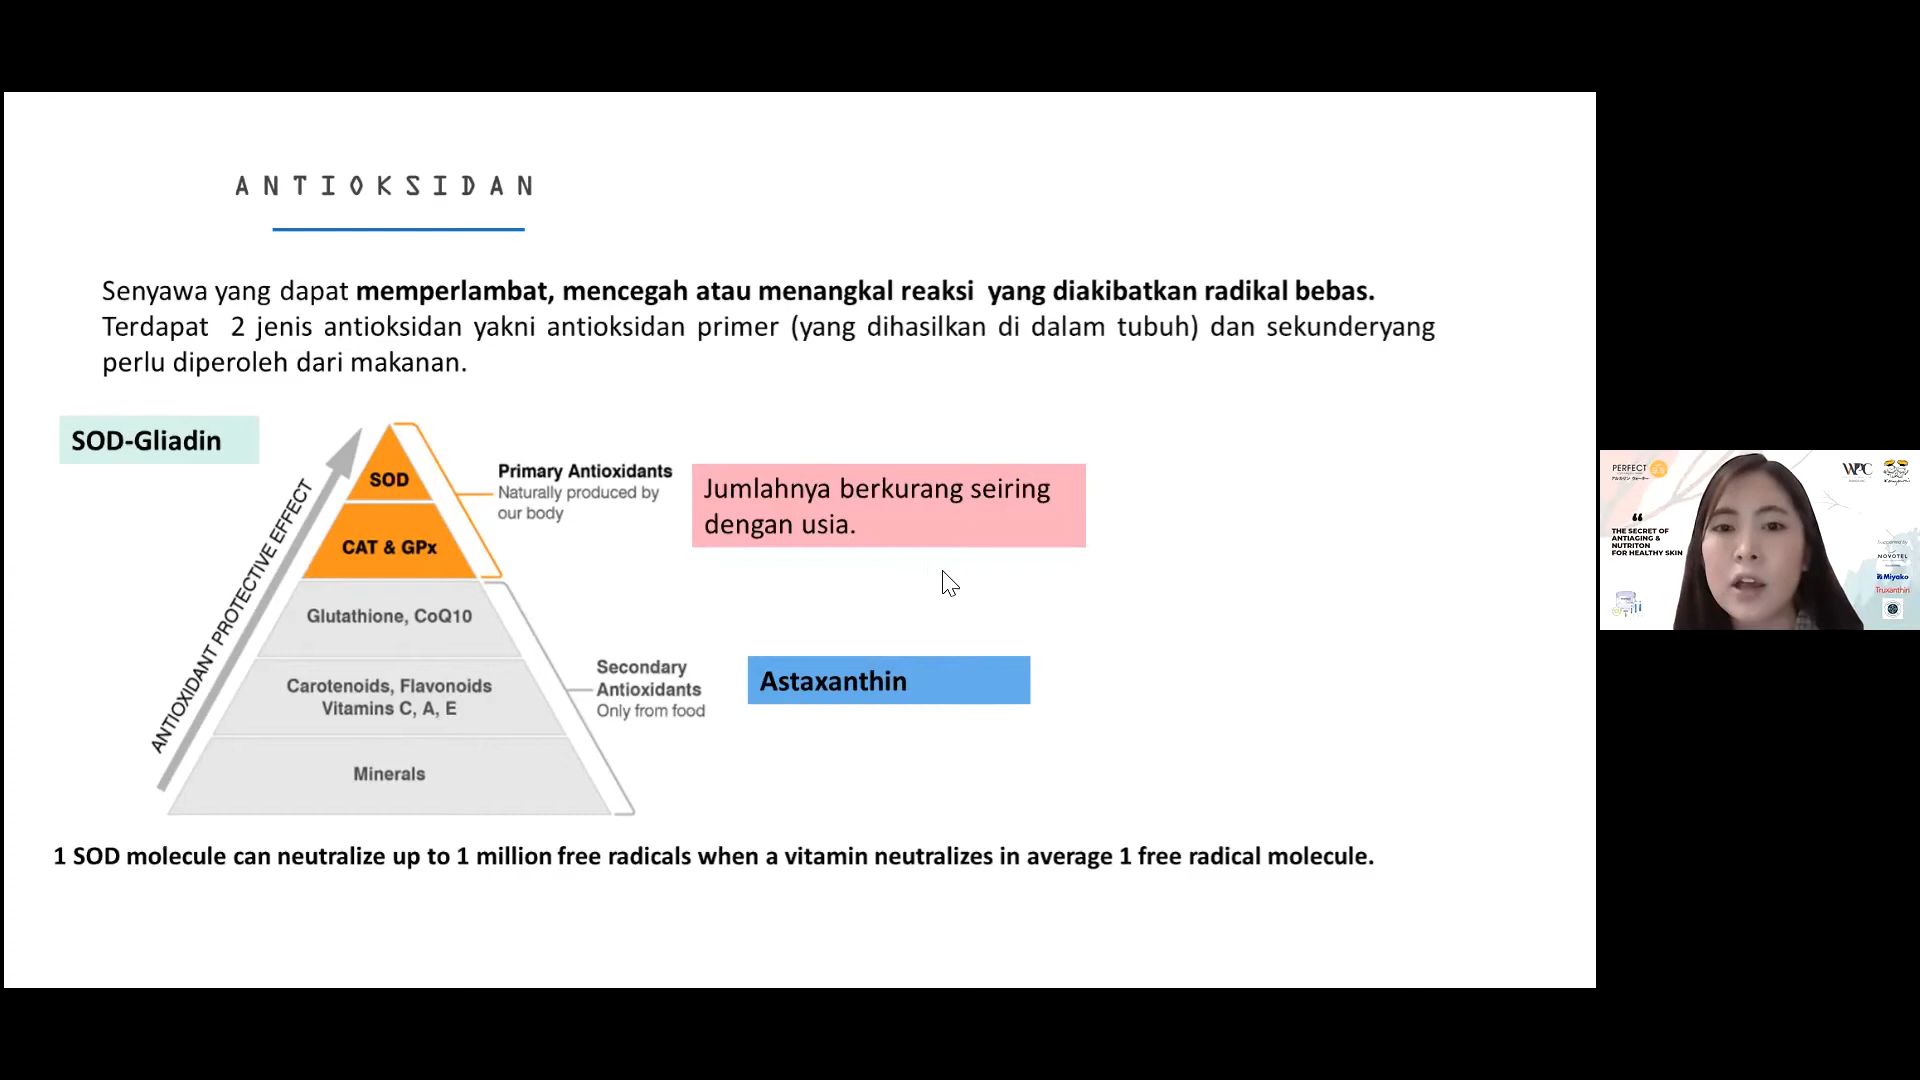 ANTIOKSIDAN
Senyawa yang dapat memperlambat, mencegah atau menangkal reaksi yang diakibatkan radikal bebas.
Terdapat 2 jenis antioksidan yakni antioksidan primer (yang dihasilkan di dalam tubuh) dan sekunderyang
perlu diperoleh dari makanan.
SOD-Gliadin
ANTIOXIDANT PROTECTIVE EFFECT
SOD
CAT & GPx
Glutathione, CoQ10
Carotenoids, Flavonoids
Vitamins C, A, E
Minerals
Primary Antioxidants
Naturally produced by
our body
Jumlahnya berkurang seiring
dengan usia.
Secondary
Antioxidants
Only from food
Astaxanthin
1 SOD molecule can neutralize up to 1 million free radicals when a vitamin neutralizes in average 1 free radical molecule.
PERFECT
“
THE SECRET OF
ANTIAGING &
NUTRITON
FOR HEALTHY SKIN
Supported by
NOVOTEL
Miyako
Truxanthin